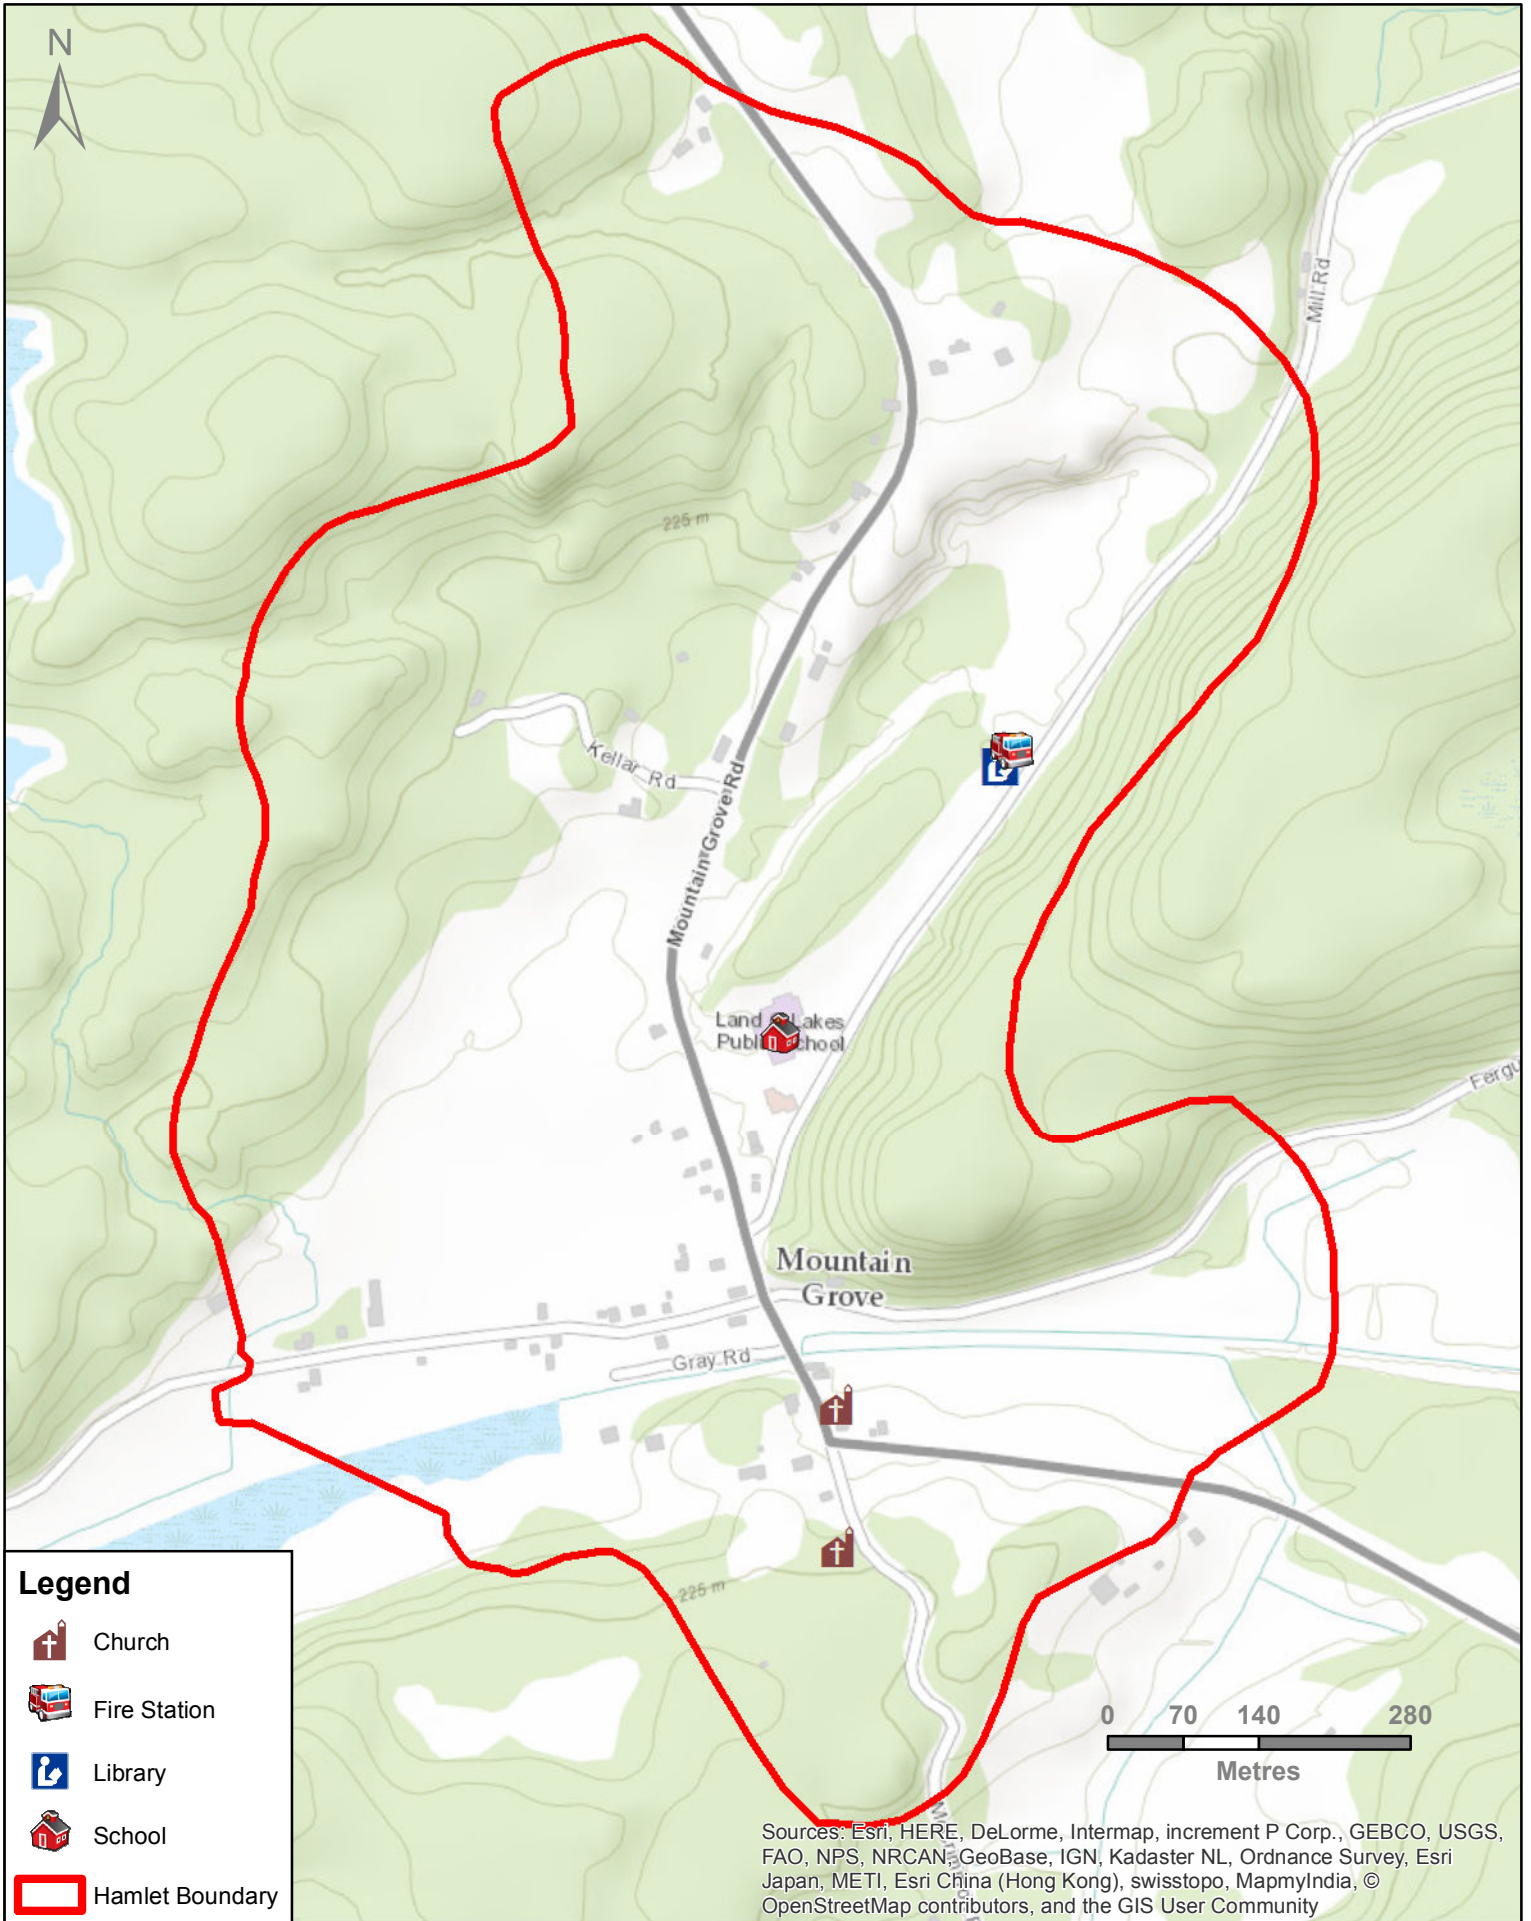 N
Mill Rd
225 m
Kellar Rd
Mountain Grove Rd
Land Lakes
Public School
Mountain
Grove
Gray Rd
225 m
0 70 140 280
Metres
Legend
Church
Fire Station
Library
School
Hamlet Boundary
Sources: Esri, HERE, DeLorme, Intermap, increment P Corp., GEBCO, USGS,
FAO, NPS, NRCAN, GeoBase, IGN, Kadaster NL, Ordnance Survey, Esri
Japan, METI, Esri China (Hong Kong), swisstopo, MapmyIndia, ©
OpenStreetMap contributors, and the GIS User Community